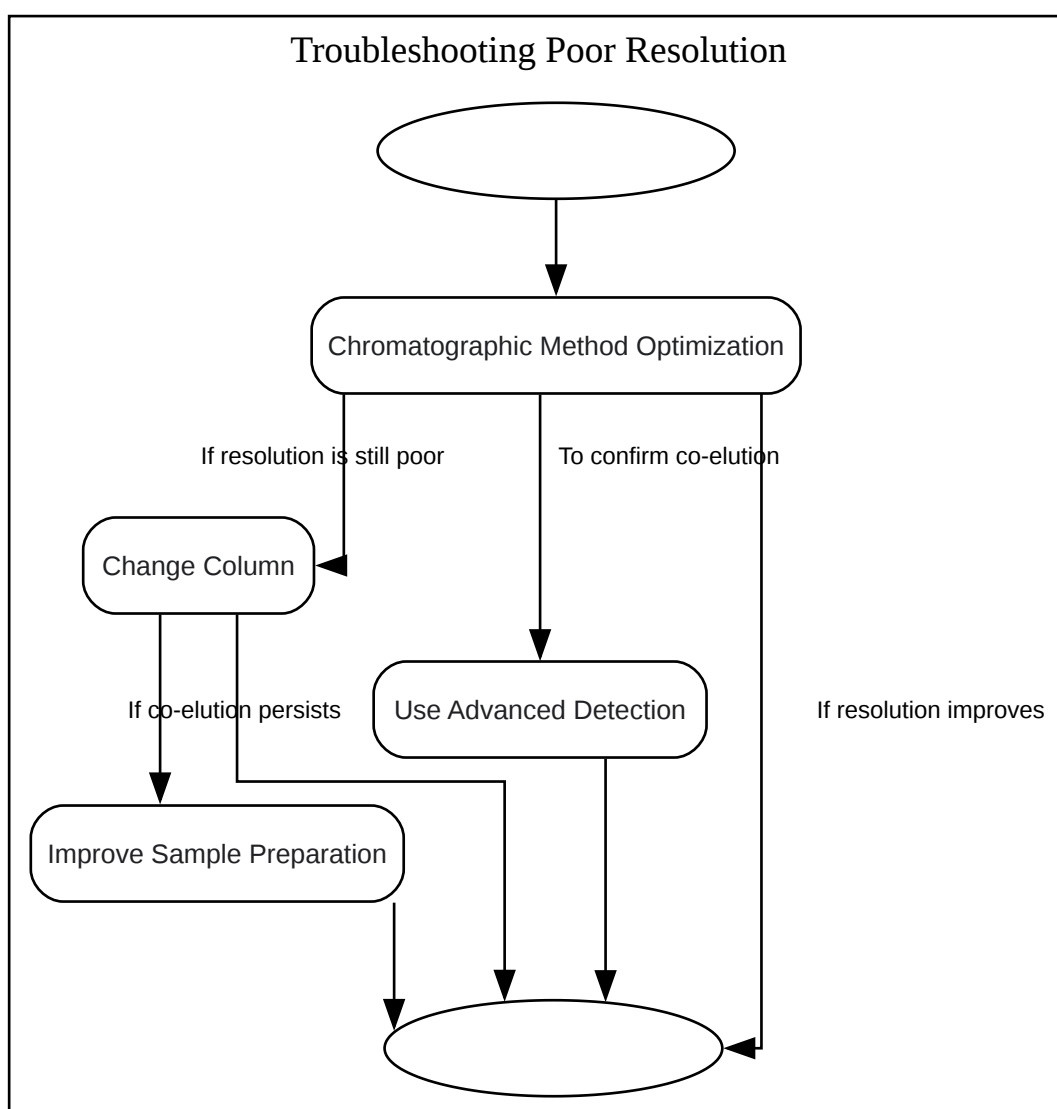 Troubleshooting Poor Resolution
Chromatographic Method Optimization
If resolution is still poor
To confirm co-elution
Change Column
If co-elution persists
Use Advanced Detection
If resolution improves
Improve Sample Preparation